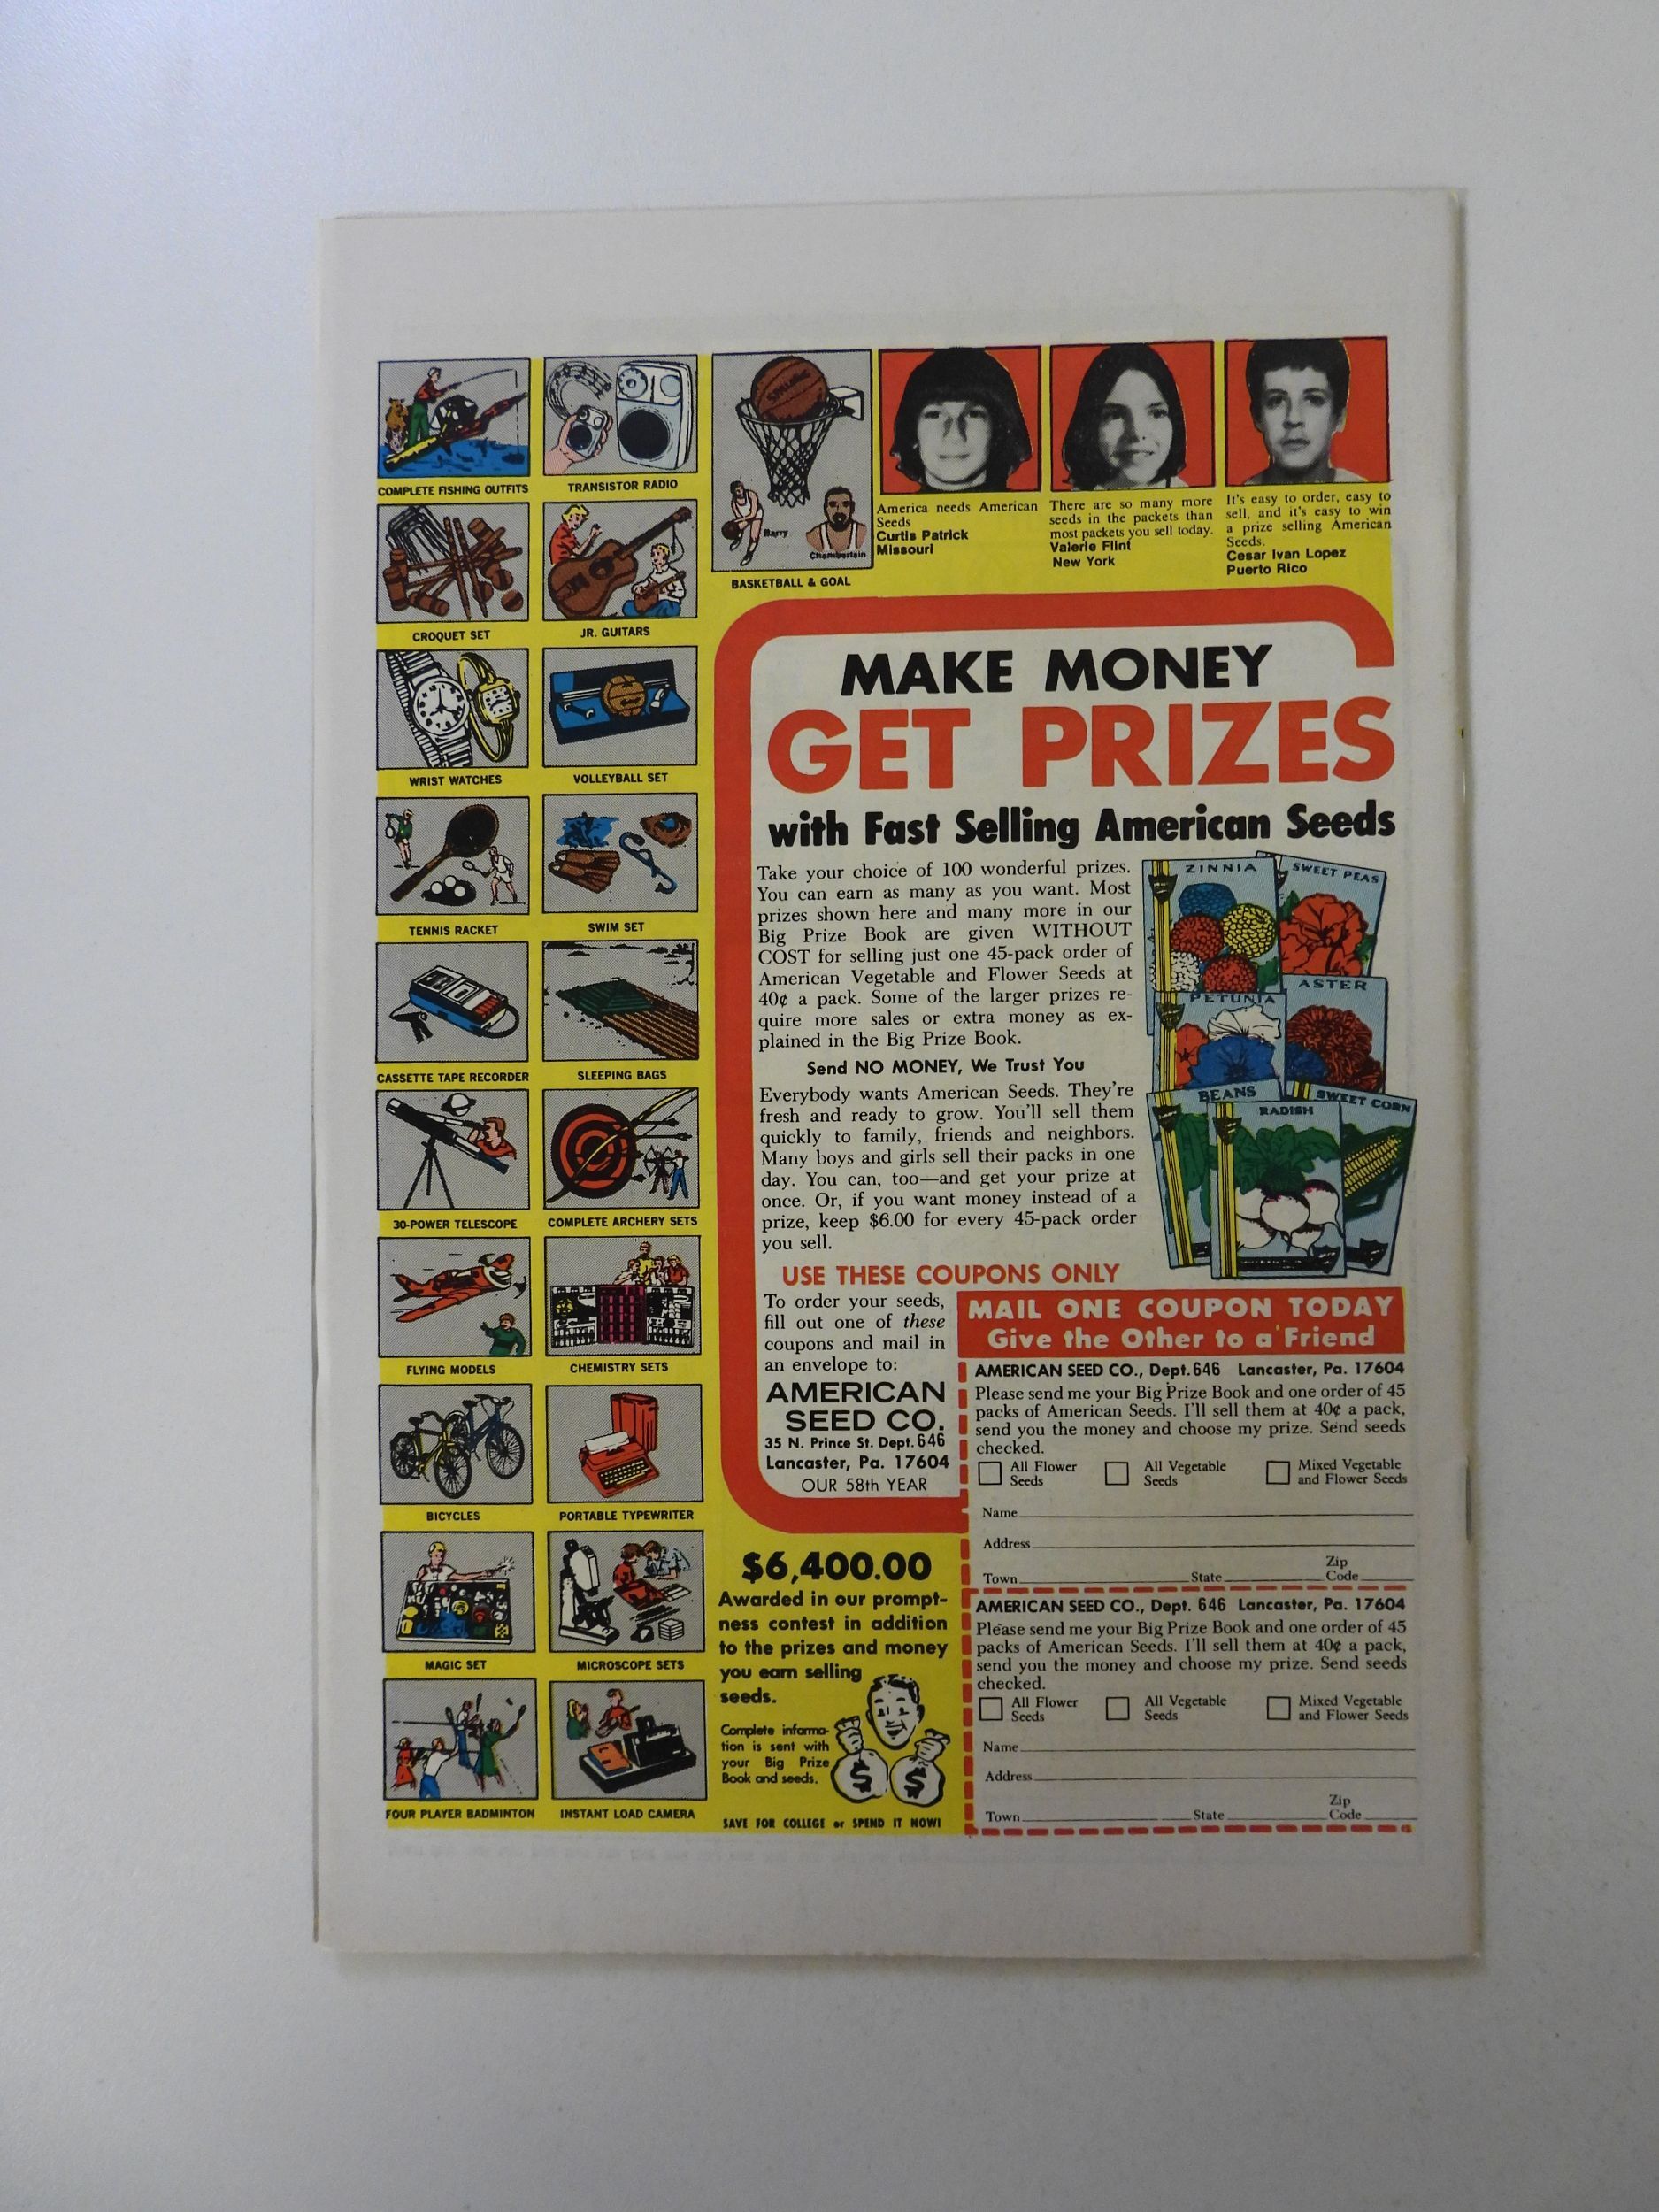 COMPLETE FISHING OUTFITS
TRANSISTOR RADIO
CROQUET SET
JR. GUITARS
WRIST WATCHES
VOLLEYBALL SET
TENNIS RACKET
SWIM SET
CASSETTE TAPE RECORDER
SLEEPING BAGS
30-POWER TELESCOPE
COMPLETE ARCHERY SETS
FLYING MODELS
CHEMISTRY SETS
BICYCLES
PORTABLE TYPEWRITER
MAGIC SET
MICROSCOPE SETS
FOUR PLAYER BADMINTON
INSTANT LOAD CAMERA
SPALDING
Barry
Chamberlain
BASKETBALL & GOAL
America needs American
Seeds
Curtis Patrick
Missouri
There are so many more
seeds in the packets than
most packets you sell today.
Valerie Flint
New York
It's easy to order, easy to
sell, and it's easy to win
a prize selling American
Seeds.
Cesar Ivan Lopez
Puerto Rico
MAKE MONEY
GET PRIZES
with Fast Selling American Seeds
Take your choice of 100 wonderful prizes.
You can earn as many as you want. Most
prizes shown here and many more in our
Big Prize Book are given WITHOUT
COST for selling just one 45-pack order of
American Vegetable and Flower Seeds at
40¢ a pack. Some of the larger prizes re-
quire more sales or extra money as ex-
plained in the Big Prize Book.
Send NO MONEY, We Trust You
Everybody wants American Seeds. They're
fresh and ready to grow. You'll sell them
quickly to family, friends and neighbors.
Many boys and girls sell their packs in one
day. You can, too—and get your prize at
once. Or, if you want money instead of a
prize, keep $6.00 for every 45-pack order
you sell.
ZINNIA
SWEET PEAS
PETUNIA
ASTER
BEANS
RADISH
SWEET CORN
USE THESE COUPONS ONLY
To order your seeds,
fill out one of these
coupons and mail in
an envelope to:
AMERICAN
SEED CO.
35 N. Prince St. Dept. 646
Lancaster, Pa. 17604
OUR 58th YEAR
$6,400.00
Awarded in our prompt-
ness contest in addition
to the prizes and money
you earn selling
seeds.
Complete informa-
tion is sent with
your Big Prize
Book and seeds.
$ $
SAVE FOR COLLEGE or SPEND IT NOW!
MAIL ONE COUPON TODAY
Give the Other to a Friend
AMERICAN SEED CO., Dept. 646 Lancaster, Pa. 17604
Please send me your Big Prize Book and one order of 45
packs of American Seeds. I'll sell them at 40¢ a pack,
send you the money and choose my prize. Send seeds
checked.
All Flower Seeds
All Vegetable Seeds
Mixed Vegetable and Flower Seeds
Name
Address
Town State Zip Code
AMERICAN SEED CO., Dept. 646 Lancaster, Pa. 17604
Please send me your Big Prize Book and one order of 45
packs of American Seeds. I'll sell them at 40¢ a pack,
send you the money and choose my prize. Send seeds
checked.
All Flower Seeds
All Vegetable Seeds
Mixed Vegetable and Flower Seeds
Name
Address
Town State Zip Code